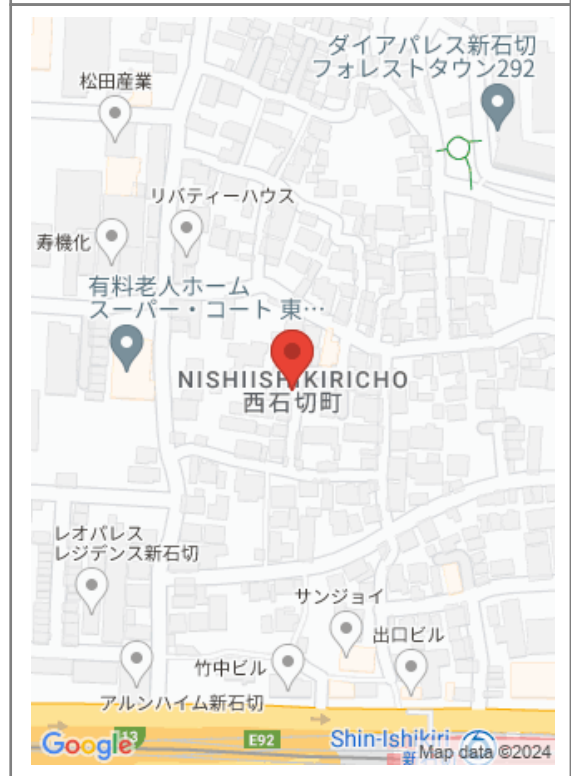 ダイアパレス新石切
フォレストタウン292
松田産業
リバティーハウス
寿機化
有料老人ホーム
スーパー・コート 東…
NISHIISHIKIRICHO
西石切町
レオパレス
レジデンス新石切
サンジョイ
出口ビル
竹中ビル
アルンハイム新石切
E92
Shin-Ishikiri
新
Google
Map data ©2024